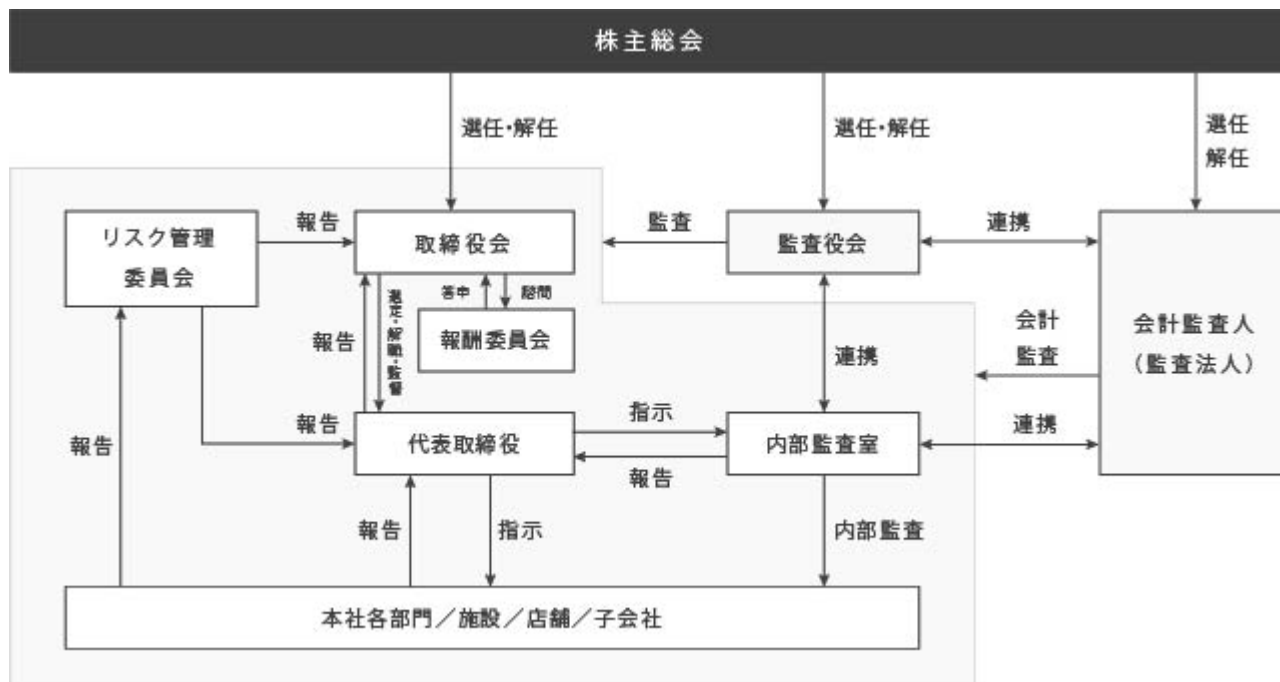 株主総会
選任・解任
選任・解任
選任
解任
リスク管理
委員会
報告
取締役会
監査
監査役会
連携
会計監査人
（監査法人）
答申
諮問
報酬委員会
報告
選定・解職・監督
連携
会計
監査
報告
報告
代表取締役
指示
報告
内部監査室
連携
報告
指示
内部監査
本社各部門／施設／店舗／子会社